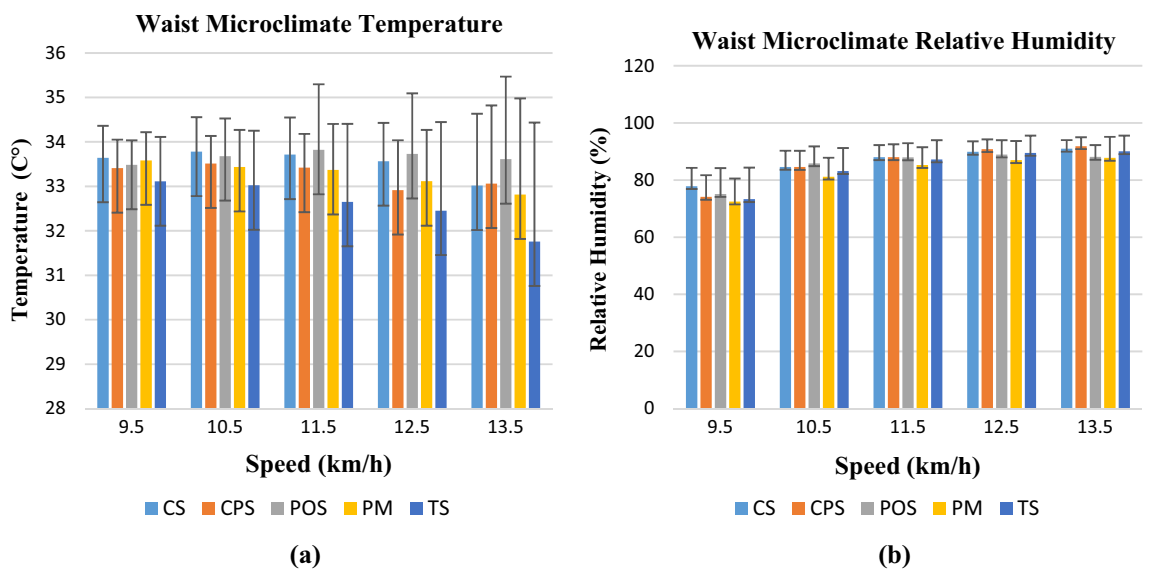 Waist Microclimate Temperature
Temperature (C°)
36
35
34
33
32
31
30
29
28
9.5 10.5 11.5 12.5 13.5
Speed (km/h)
CS CPS POS PM TS
(a)
Waist Microclimate Relative Humidity
Relative Humidity (%)
120
100
80
60
40
20
0
9.5 10.5 11.5 12.5 13.5
Speed (km/h)
CS CPS POS PM TS
(b)